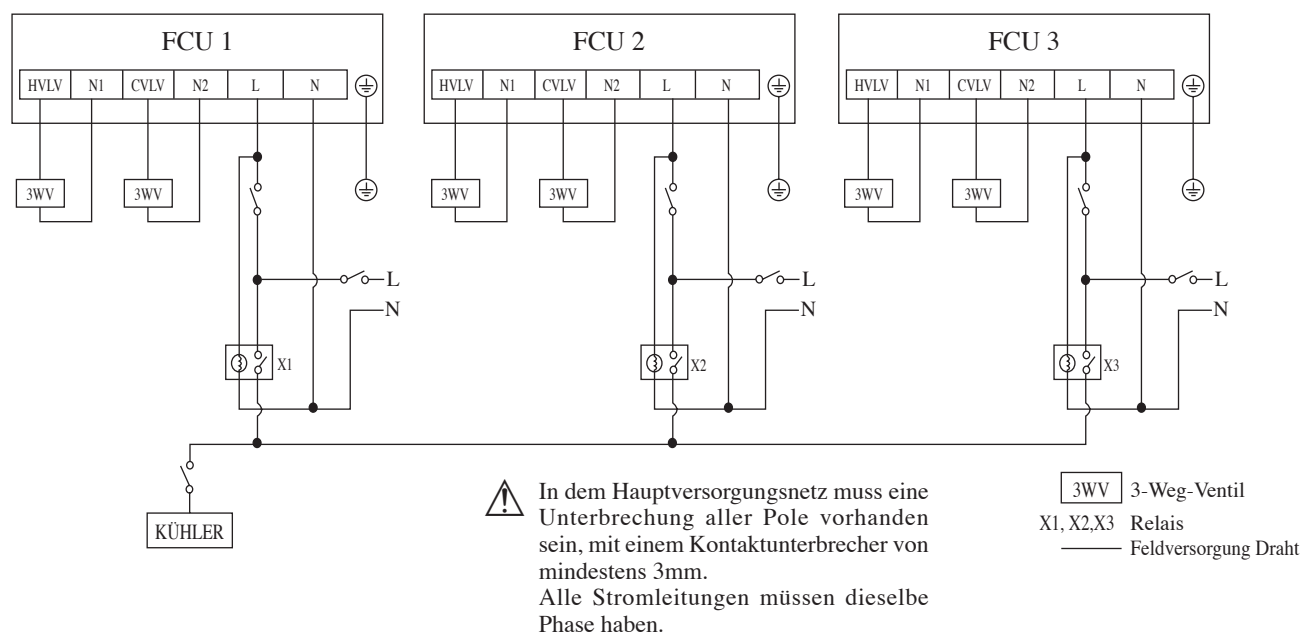 FCU 1
FCU 2
FCU 3
HVLV N1 CVLV N2 L N
HVLV N1 CVLV N2 L N
HVLV N1 CVLV N2 L N
3WV 3WV
3WV 3WV
3WV 3WV
L
N
L
N
L
N
X1
X2
X3
KÜHLER
In dem Hauptversorgungsnetz muss eine
Unterbrechung aller Pole vorhanden
sein, mit einem Kontaktunterbrecher von
mindestens 3mm.
Alle Stromleitungen müssen dieselbe
Phase haben.
3WV 3-Weg-Ventil
X1, X2,X3 Relais
Feldversorgung Draht